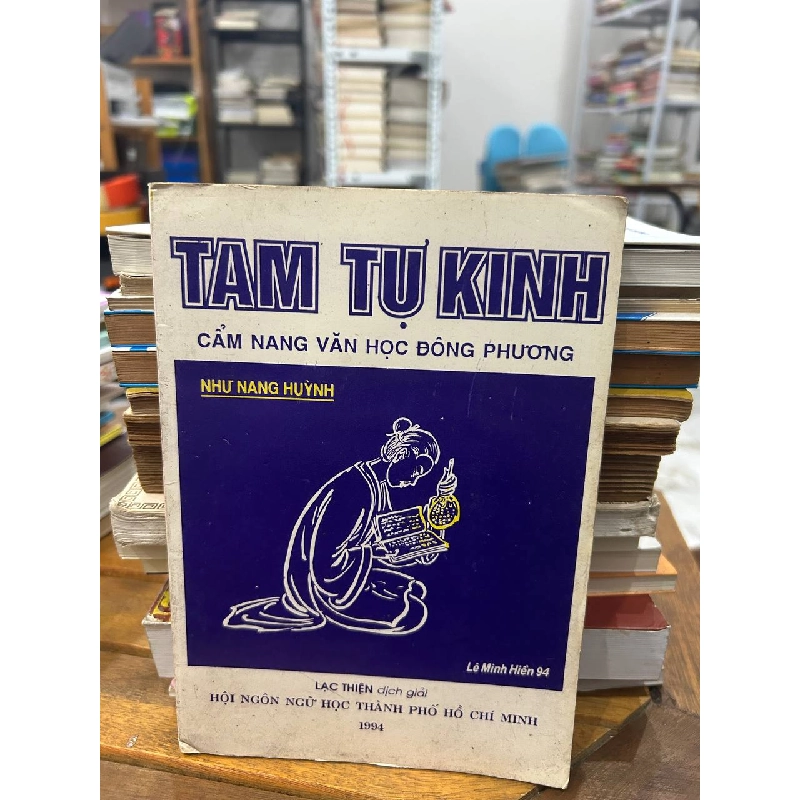 TAM TỰ KINH
CẨM NANG VĂN HỌC ĐÔNG PHƯƠNG
NHƯ NANG HUỲNH
Lê Minh Hiển 94
LẠC THIỆN dịch giải
HỘI NGÔN NGỮ HỌC THÀNH PHỐ HỒ CHÍ MINH
1994